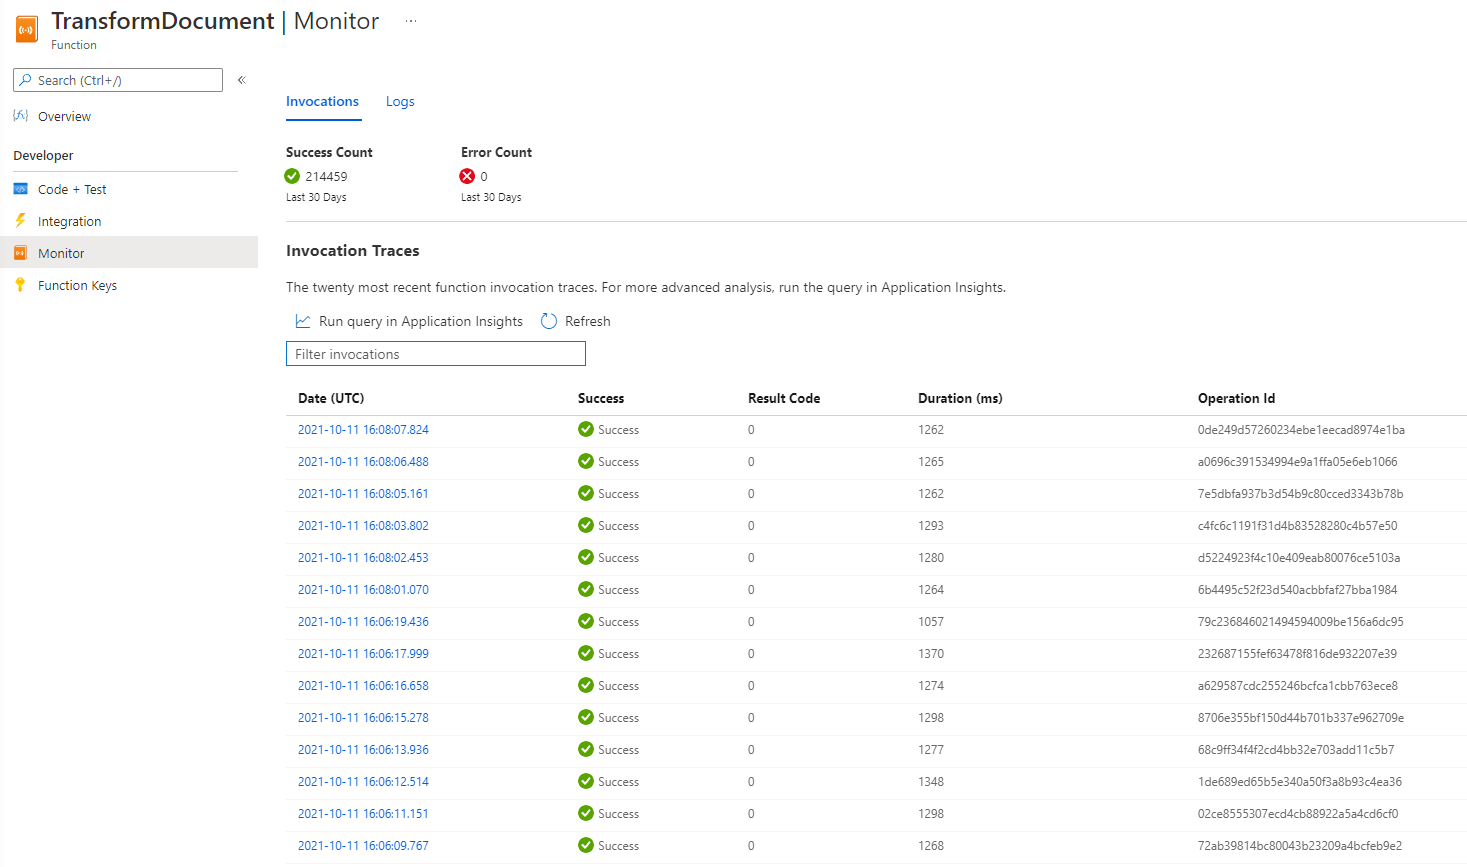 TransformDocument | Monitor ...
Function
Search (Ctrl+/) «
Overview
Developer
Code + Test
Integration
Monitor
Function Keys
Invocations Logs
Success Count Error Count
214459 0
Last 30 Days Last 30 Days
Invocation Traces
The twenty most recent function invocation traces. For more advanced analysis, run the query in Application Insights.
Run query in Application Insights Refresh
Filter invocations
Date (UTC) Success Result Code Duration (ms) Operation Id
2021-10-11 16:08:07.824 Success 0 1262 0de249d57260234ebe1eecad8974e1ba
2021-10-11 16:08:06.488 Success 0 1265 a0696c391534994e9a1ffa05e6eb1066
2021-10-11 16:08:05.161 Success 0 1262 7e5dbfa937b3d54b9c80cced3343b78b
2021-10-11 16:08:03.802 Success 0 1293 c4fc6c1191f31d4b83528280c4b57e50
2021-10-11 16:08:02.453 Success 0 1280 d5224923f4c10e409eab80076ce5103a
2021-10-11 16:08:01.070 Success 0 1264 6b4495c52f23d540acbbfaf27bba1984
2021-10-11 16:06:19.436 Success 0 1057 79c236846021494594009be156a6dc95
2021-10-11 16:06:17.999 Success 0 1370 232687155fef63478f816de932207e39
2021-10-11 16:06:16.658 Success 0 1274 a629587cdc255246bcfca1cbb763ece8
2021-10-11 16:06:15.278 Success 0 1298 8706e355bf150d44b701b337e962709e
2021-10-11 16:06:13.936 Success 0 1277 68c9ff34f4f2cd4bb32e703add11c5b7
2021-10-11 16:06:12.514 Success 0 1348 1de689ed65b5e340a50f3a8b93c4ea36
2021-10-11 16:06:11.151 Success 0 1298 02ce8555307ecd4cb88922a5a4cd6cf0
2021-10-11 16:06:09.767 Success 0 1268 72ab39814bc80043b23209a4bcfeb9e2